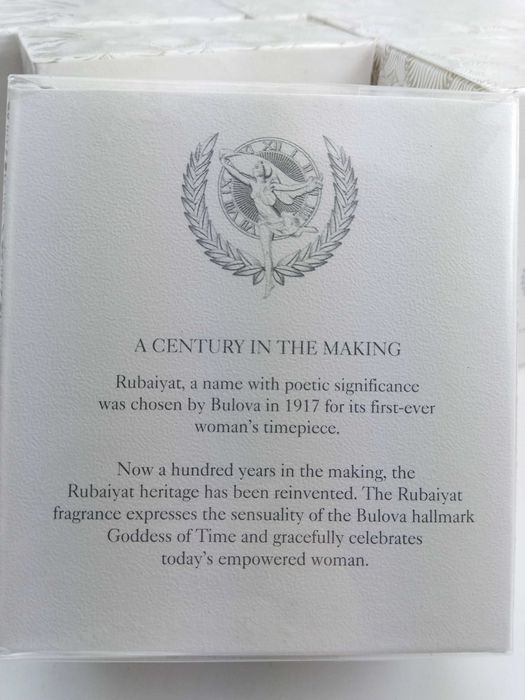 A CENTURY IN THE MAKING
Rubaiyat, a name with poetic significance
was chosen by Bulova in 1917 for its first-ever
woman's timepiece.
Now a hundred years in the making, the
Rubaiyat heritage has been reinvented. The Rubaiyat
fragrance expresses the sensuality of the Bulova hallmark
Goddess of Time and gracefully celebrates
today's empowered woman.